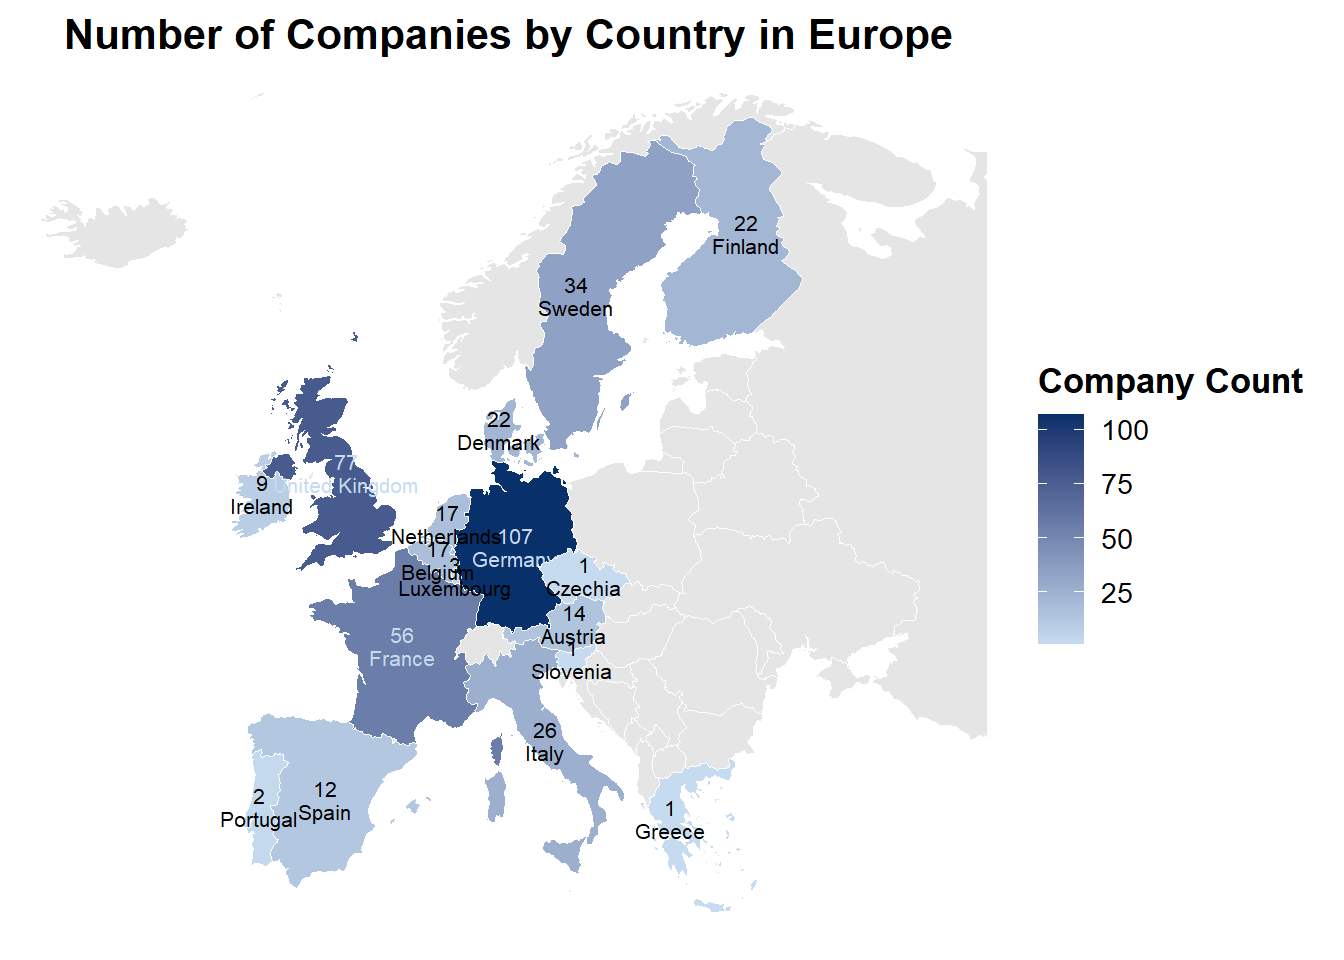 Number of Companies by Country in Europe
22
Finland
34
Sweden
22
Denmark
77
United Kingdom
9
Ireland
17
Netherlands
107
Germany
17
Belgium
3
Luxembourg
1
Czechia
14
Austria
1
Slovenia
56
France
26
Italy
12
Spain
2
Portugal
1
Greece
Company Count
100
75
50
25